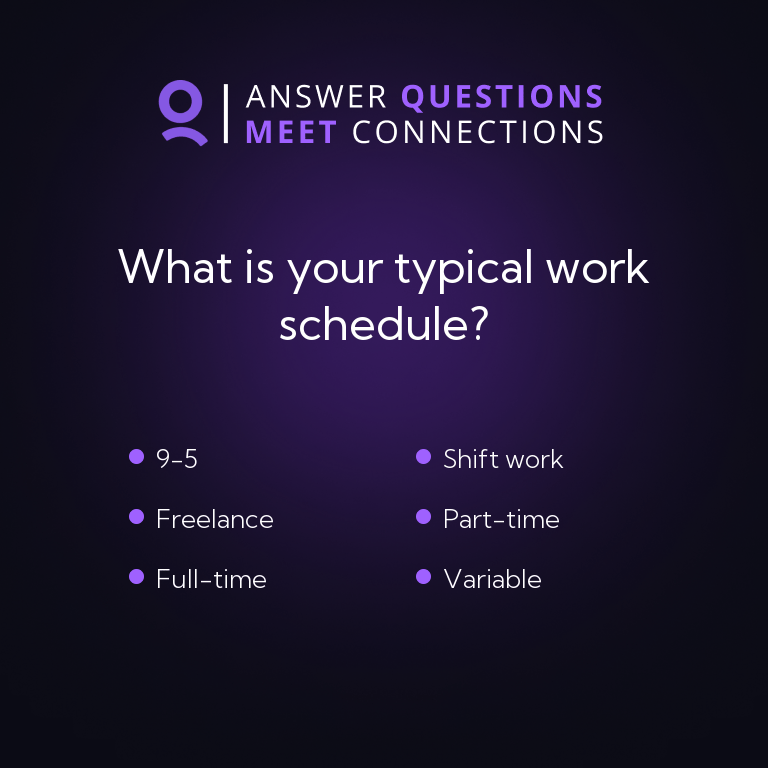 ANSWER QUESTIONS
MEET CONNECTIONS
What is your typical work
schedule?
9-5
Shift work
Freelance
Part-time
Full-time
Variable